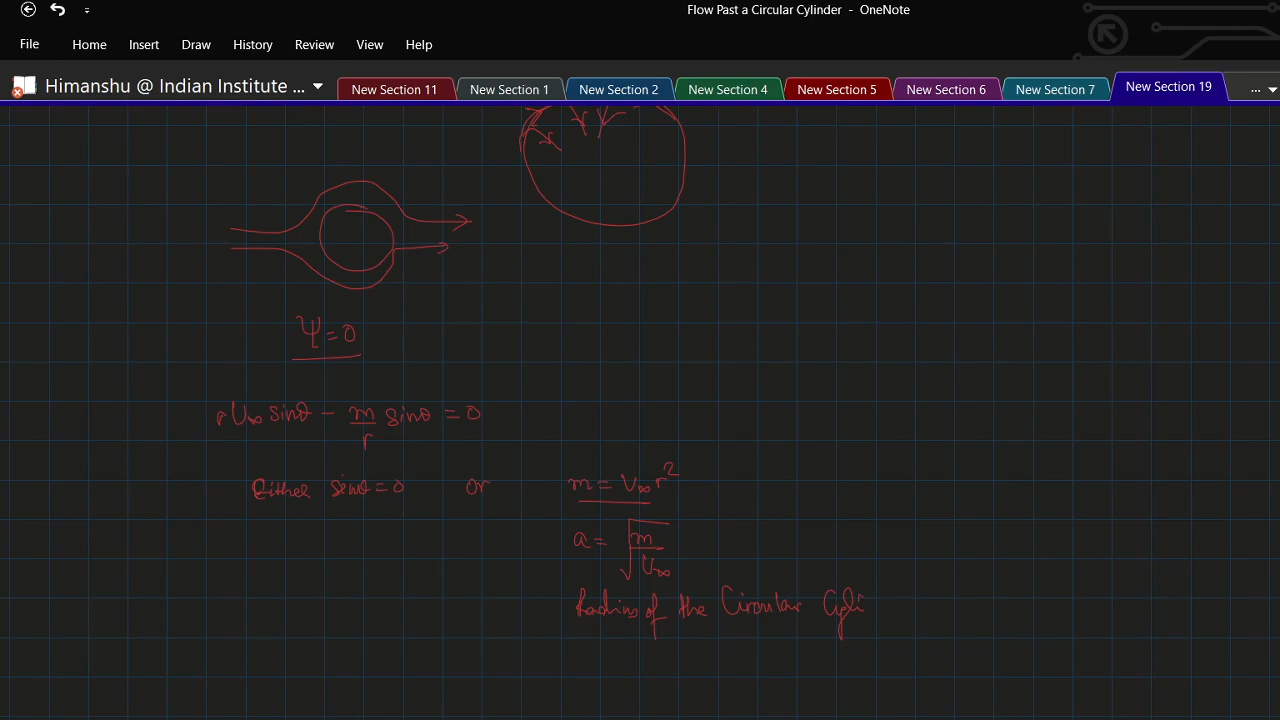 Flow Past a Circular Cylinder - OneNote
File Home Insert Draw History Review View Help
Himanshu @ Indian Institute ...
New Section 11 New Section 1 New Section 2 New Section 4 New Section 5 New Section 6 New Section 7 New Section 19 ...
Ψ = 0
r U∞ sinθ - m/r sinθ = 0
Either sinθ = 0 or m = U∞ r²
a = √(m/U∞)
Radius of the Circular Cyli